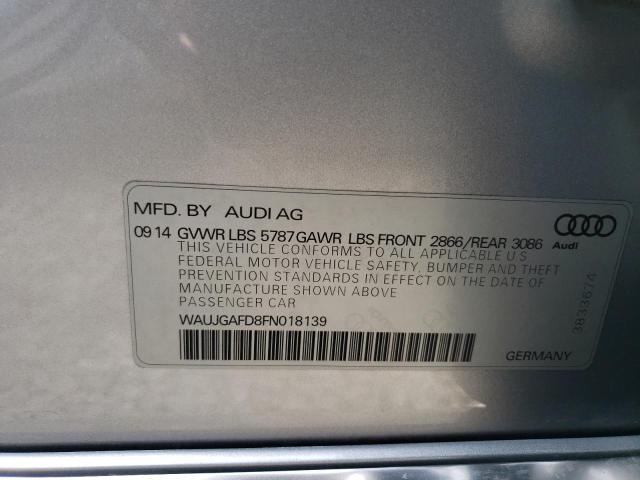 MFD. BY AUDI AG
09 14 GVWR LBS 5787 GAWR LBS FRONT 2866/REAR 3086
THIS VEHICLE CONFORMS TO ALL APPLICABLE U S
FEDERAL MOTOR VEHICLE SAFETY, BUMPER AND THEFT
PREVENTION STANDARDS IN EFFECT ON THE DATE OF
MANUFACTURE SHOWN ABOVE
PASSENGER CAR
WAUJGAFD8FN018139
Audi
3833674
GERMANY